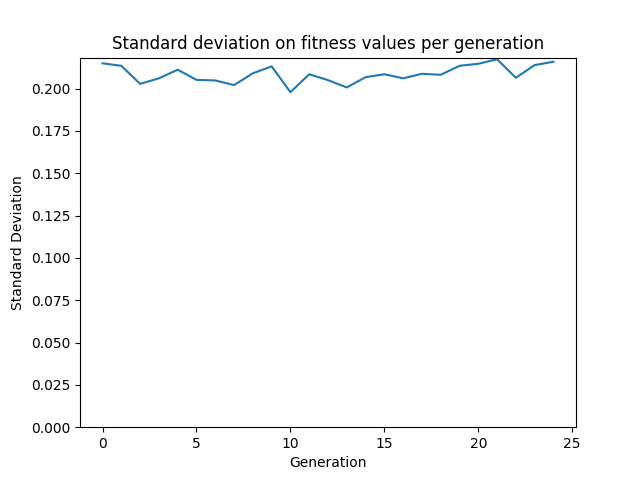 Standard deviation on fitness values per generation
Standard Deviation
0.200
0.175
0.150
0.125
0.100
0.075
0.050
0.025
0.000
0 5 10 15 20 25
Generation